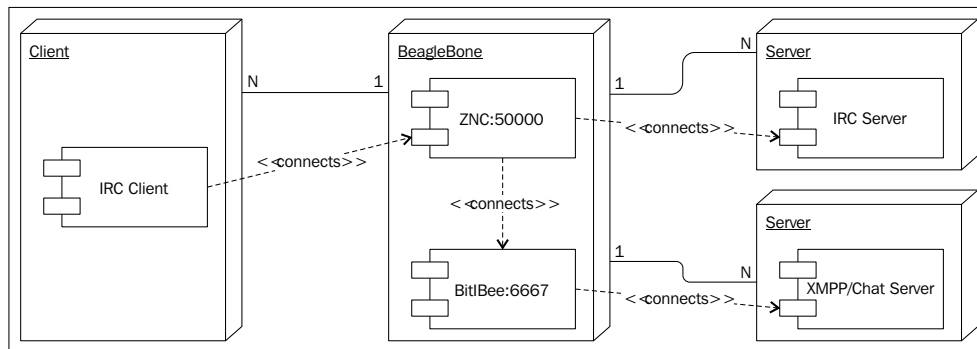 Client
BeagleBone
Server
N
1
1
N
ZNC:50000
IRC Server
<<connects>>
<<connects>>
IRC Client
<<connects>>
Server
1
N
BitlBee:6667
XMPP/Chat Server
<<connects>>